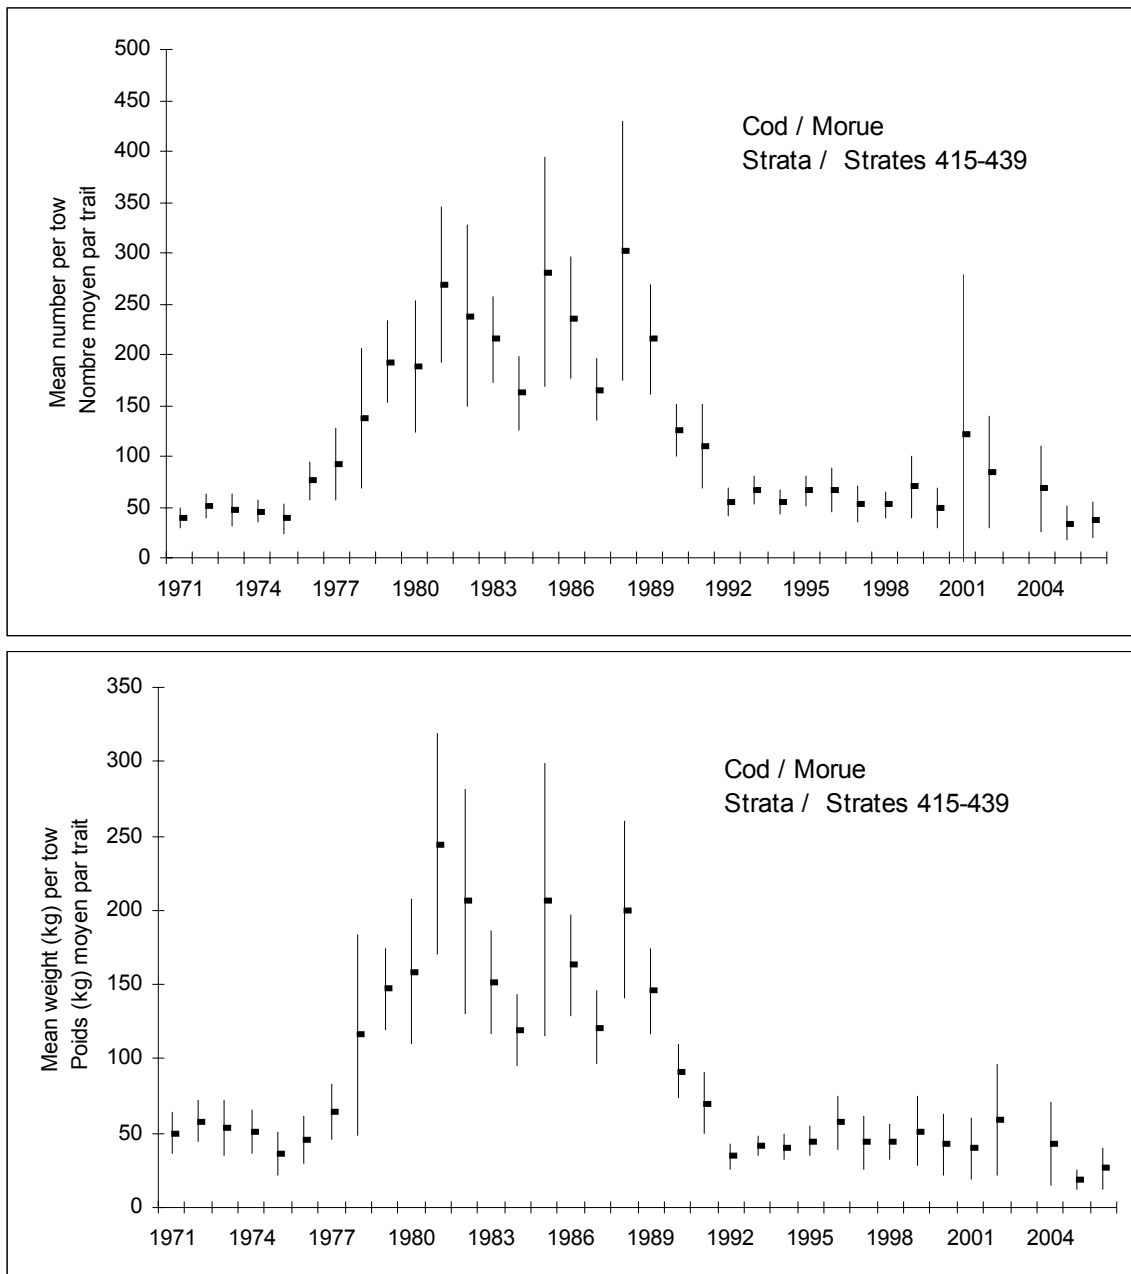 500
450
400
350
300
250
200
150
100
50
0
Mean number per tow
Nombre moyen par trail
Cod / Morue
Strata / Strates 415-439
1971 1974 1977 1980 1983 1986 1989 1992 1995 1998 2001 2004
350
300
250
200
150
100
50
0
Mean weight (kg) per tow
Poids (kg) moyen par trait
Cod / Morue
Strata / Strates 415-439
1971 1974 1977 1980 1983 1986 1989 1992 1995 1998 2001 2004